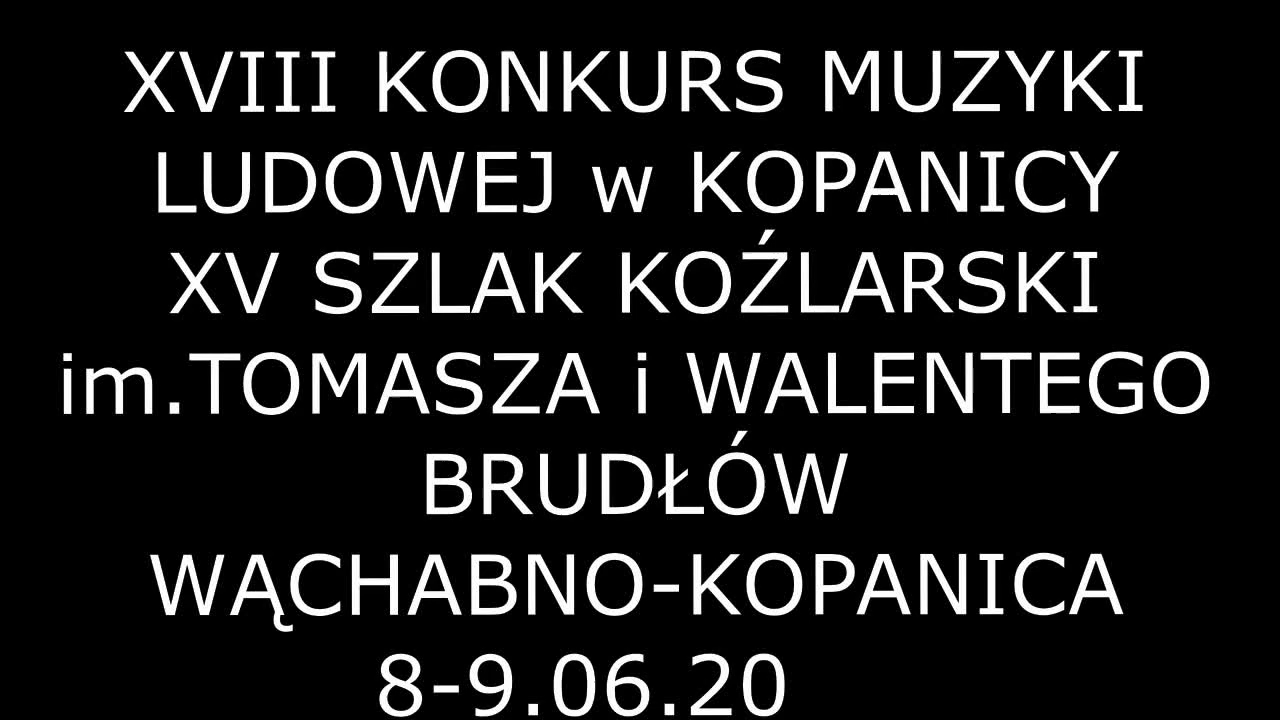 XVIII KONKURS MUZYKI
LUDOWEJ w KOPANICY
XV SZLAK KOŹLARSKI
im.TOMASZA i WALENTEGO
BRUDŁÓW
WĄCHABNO-KOPANICA
8-9.06.20